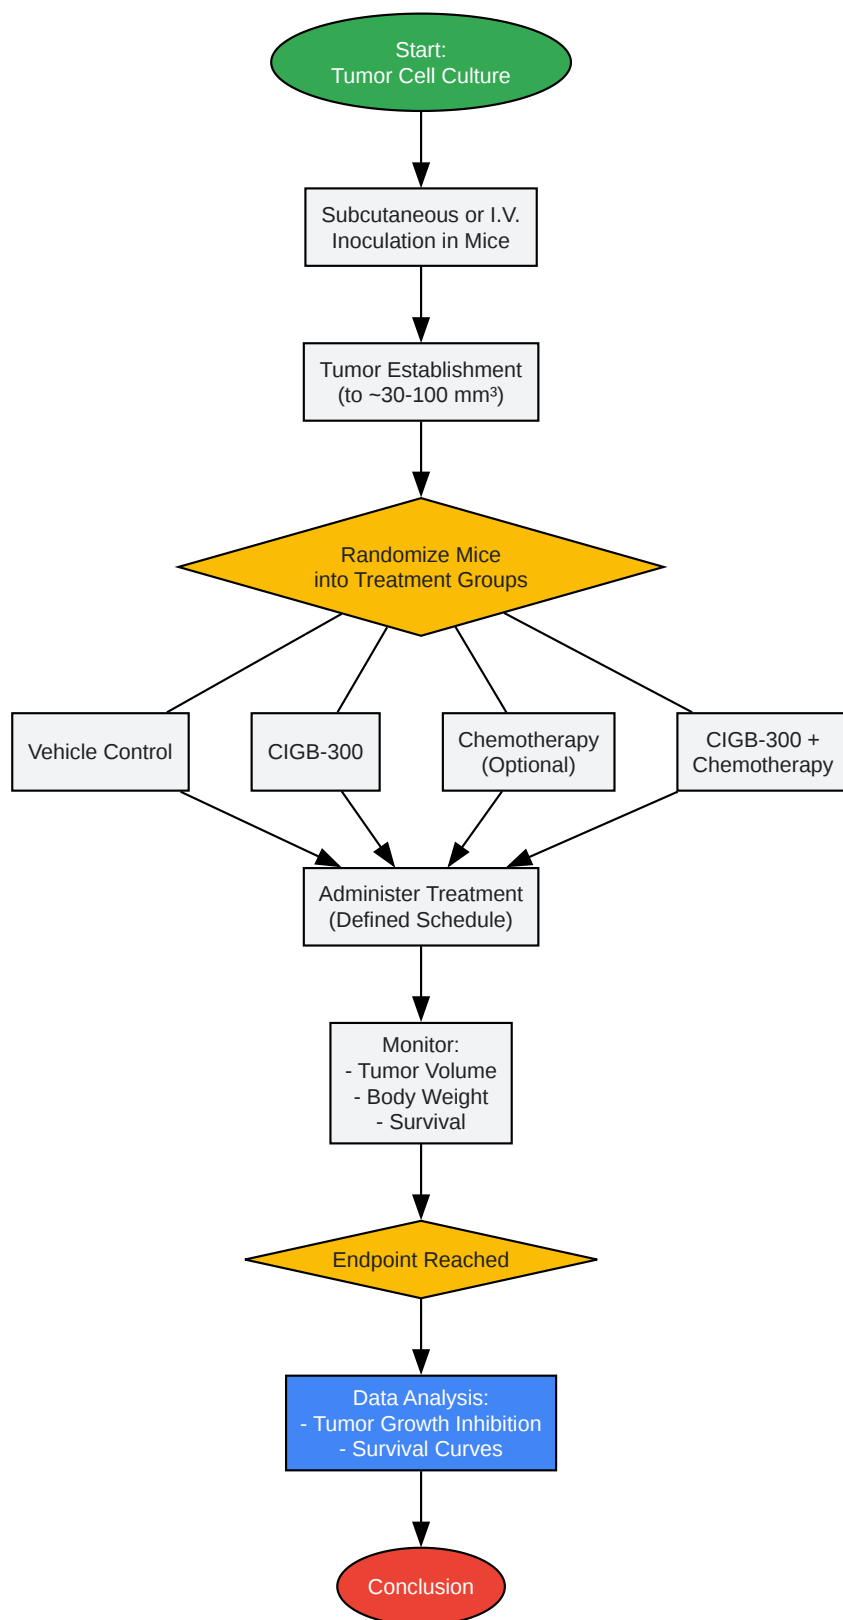 Start:
Tumor Cell Culture
Subcutaneous or I.V.
Inoculation in Mice
Tumor Establishment
(to ~30-100 mm³)
Randomize Mice
into Treatment Groups
Vehicle Control
CIGB-300
Chemotherapy
(Optional)
CIGB-300 +
Chemotherapy
Administer Treatment
(Defined Schedule)
Monitor:
- Tumor Volume
- Body Weight
- Survival
Endpoint Reached
Data Analysis:
- Tumor Growth Inhibition
- Survival Curves
Conclusion